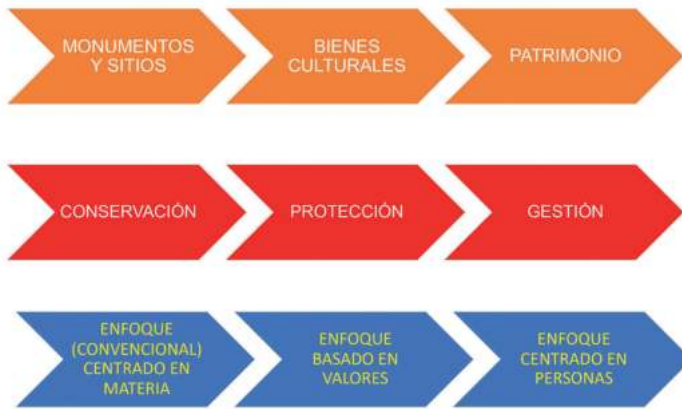 MONUMENTOS
Y SITIOS
BIENES
CULTURALES
PATRIMONIO
CONSERVACIÓN
PROTECCIÓN
GESTIÓN
ENFOQUE
(CONVENCIONAL)
CENTRADO EN
MATERIA
ENFOQUE
BASADO EN
VALORES
ENFOQUE
CENTRADO EN
PERSONAS